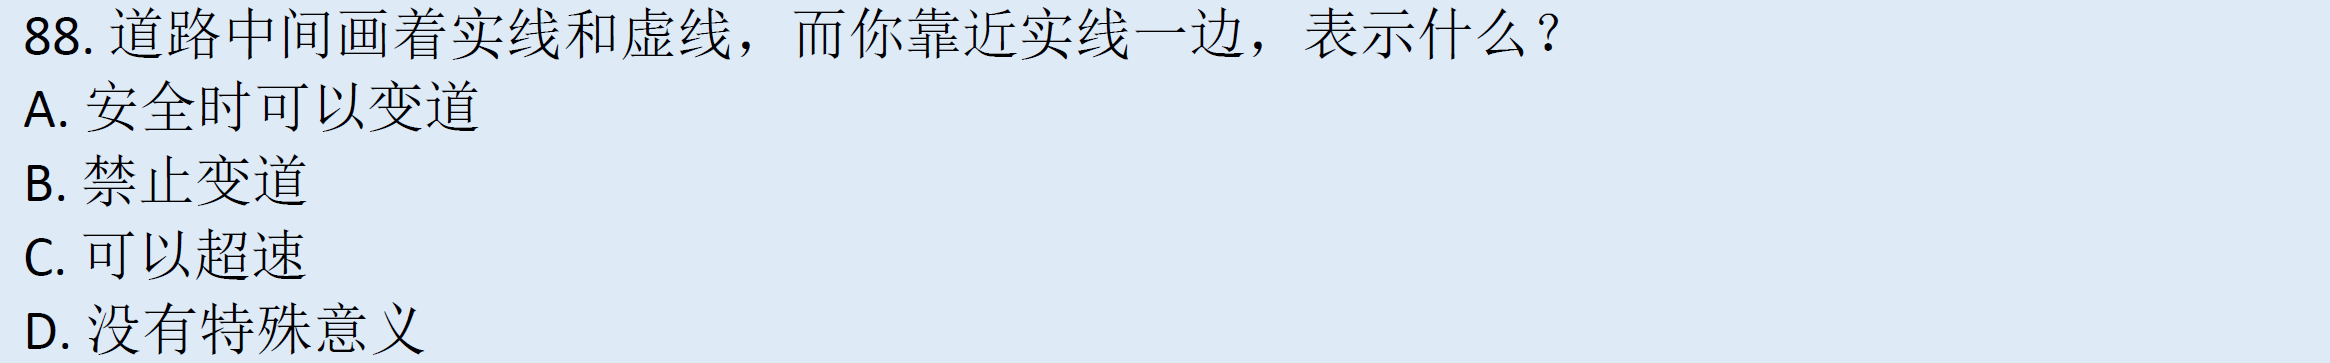 88. 道路中间画着实线和虚线，而你靠近实线一边，表示什么？
A. 安全时可以变道
B. 禁止变道
C. 可以超速
D. 没有特殊意义